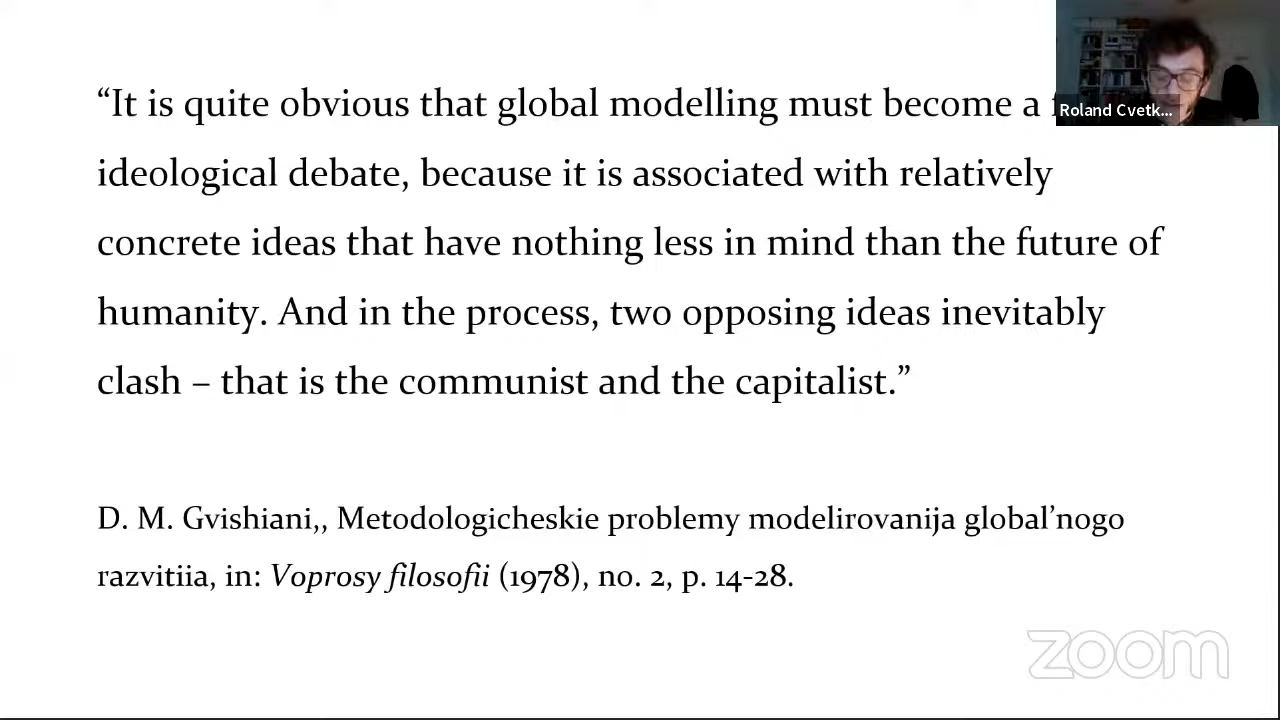 “It is quite obvious that global modelling must become a
ideological debate, because it is associated with relatively
concrete ideas that have nothing less in mind than the future of
humanity. And in the process, two opposing ideas inevitably
clash – that is the communist and the capitalist.”
D. M. Gvishiani,, Metodologicheskie problemy modelirovanija global’nogo
razvitiia, in: Voprosy filosofii (1978), no. 2, p. 14-28.
Roland Cvetk...
zoom